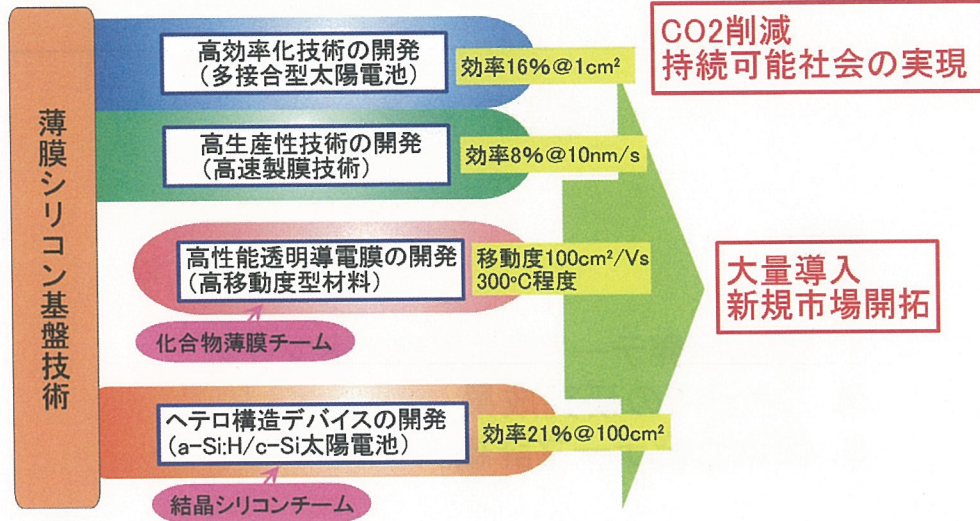 薄膜シリコン基盤技術
高効率化技術の開発
(多接合型太陽電池)
効率16%@1cm²
高生産性技術の開発
(高速製膜技術)
効率8%@10nm/s
高性能透明導電膜の開発
(高移動度型材料)
移動度100cm²/Vs
300℃程度
化合物薄膜チーム
ヘテロ構造デバイスの開発
(a-Si:H/c-Si太陽電池)
効率21%@100cm²
結晶シリコンチーム
CO2削減
持続可能社会の実現
大量導入
新規市場開拓